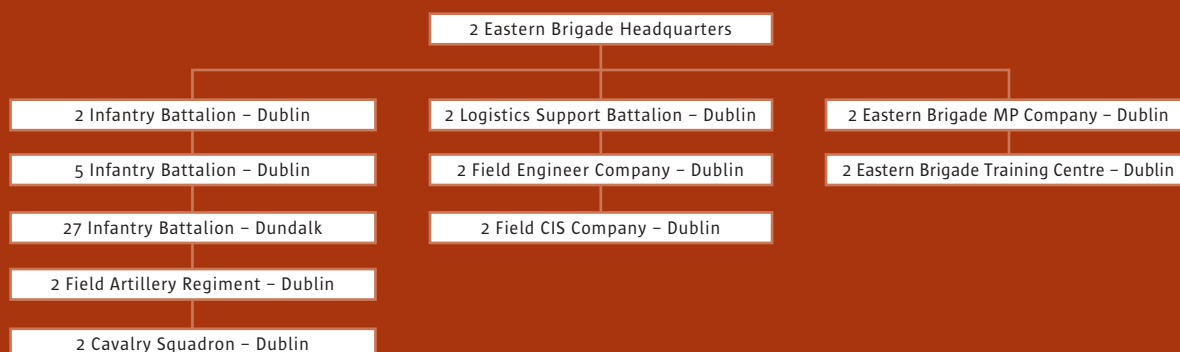 2 Eastern Brigade Headquarters
2 Infantry Battalion – Dublin
5 Infantry Battalion – Dublin
27 Infantry Battalion – Dundalk
2 Field Artillery Regiment – Dublin
2 Cavalry Squadron – Dublin
2 Logistics Support Battalion – Dublin
2 Field Engineer Company – Dublin
2 Field CIS Company – Dublin
2 Eastern Brigade MP Company – Dublin
2 Eastern Brigade Training Centre – Dublin